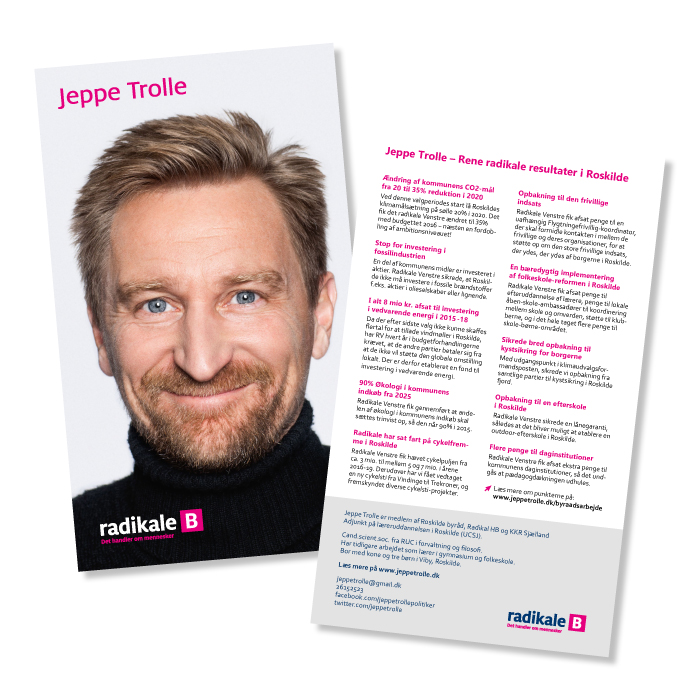 Jeppe Trolle
radikale B
Det handler om mennesker
Jeppe Trolle – Rene radikale resultater i Roskilde
Ændring af kommunens CO2-mål
fra 20 til 35% reduktion i 2020
Ved denne valgperiodes start lå Roskildes
klimamålsætning på sølle 20% i 2020. Det
fik det radikale Venstre ændret til 35%
med budgettet 2016 – næsten en fordob-
ling af ambitionsniveauet!
Stop for investering i
fossilindustrien
En del af kommunens midler er investeret i
aktier. Radikale Venstre sikrede, at Roskilde
de ikke må investere i fossile brændstoffer
f.eks. aktier i olieselskaber eller lignende.
I alt 8 mio kr. afsat til investering
i vedvarende energi i 2015-18
Da der efter sidste valg ikke kunne skaffes
flertal for at tillade vindmøller i Roskilde,
har RV hvert år i budgetforhandlingerne
krævet, at de andre partier betaler sig fra
at de ikke vil støtte den globale omstilling
lokalt. Der er derfor etableret en fond til
investering i vedvarende energi.
90% Økologi i kommunens
indkøb fra 2025
Radikale Venstre fik gennemført at ande-
len af økologi i kommunens indkøb skal
sættes trinvist op, så den når 90% i 2015.
Radikale har sat fart på cykelfrem-
me i Roskilde
Radikale Venstre fik hævet cykelpuljen fra
ca. 3 mio. til mellem 5 og 7 mio. i årene
2016-19. Derudover har vi fået vedtaget
en ny cykelsti fra Vindinge til Trekroner, og
fremskyndet diverse cykelsti-projekter.
Opbakning til den frivillige
indsats
Radikale Venstre fik afsat penge til en
uafhængig Flygtningefrivillig-koordinator,
der skal formidle kontakten i mellem de
frivillige og deres organisationer, for at
støtte op om den store frivillige indsats,
der ydes, der ydes af borgerne i Roskilde.
En bæredygtig implementering
af folkeskole-reformen i Roskilde
Radikale Venstre fik afsat penge til
efteruddannelse af lærera, penge til lokale
åben-skole-ambassadører til koordinering
mellem skole og omverden, støtte til klub-
berne, og i det hele taget flere penge til
skole-børne-området.
Sikrede bred opbakning til
kystsikring for borgerne
Med udgangspunkt i klimaudvalgsfor-
mandsposten, sikrede vi opbakning fra
samtlige partier til kystsikring i Roskilde
fjord.
Opbakning til en efterskole
i Roskilde
Radikale Venstre sikrede en lånegaranti,
således at det bliver muligt at etablere en
outdoor-efterskole i Roskilde.
Flere penge til daginstitutioner
Radikale Venstre fik afsat ekstra penge til
kommunens daginstitutioner, så det und-
gås at pædagogdækningen udhules.
Læs mere om punkterne på:
www.jeppetrolle.dk/byraadsarbejde
Jeppe Trolle er medlem af Roskilde byråd, Radikal HB og KKR Sjælland
Adjunkt på læreruddannelsen i Roskilde (UCSJ).
Cand.scient.soc. fra RUC i forvaltning og filosofi.
Har tidligere arbejdet som lærer i gymnasium og folkeskole.
Bor med kone og tre børn i Viby, Roskilde.
Læs mere på www.jeppetrolle.dk
jeppetrolle@gmail.dk
26152523
facebook.com/jeppetrollepolitiker
twitter.com/jeppetrolle
radikale B
Det handler om mennesker